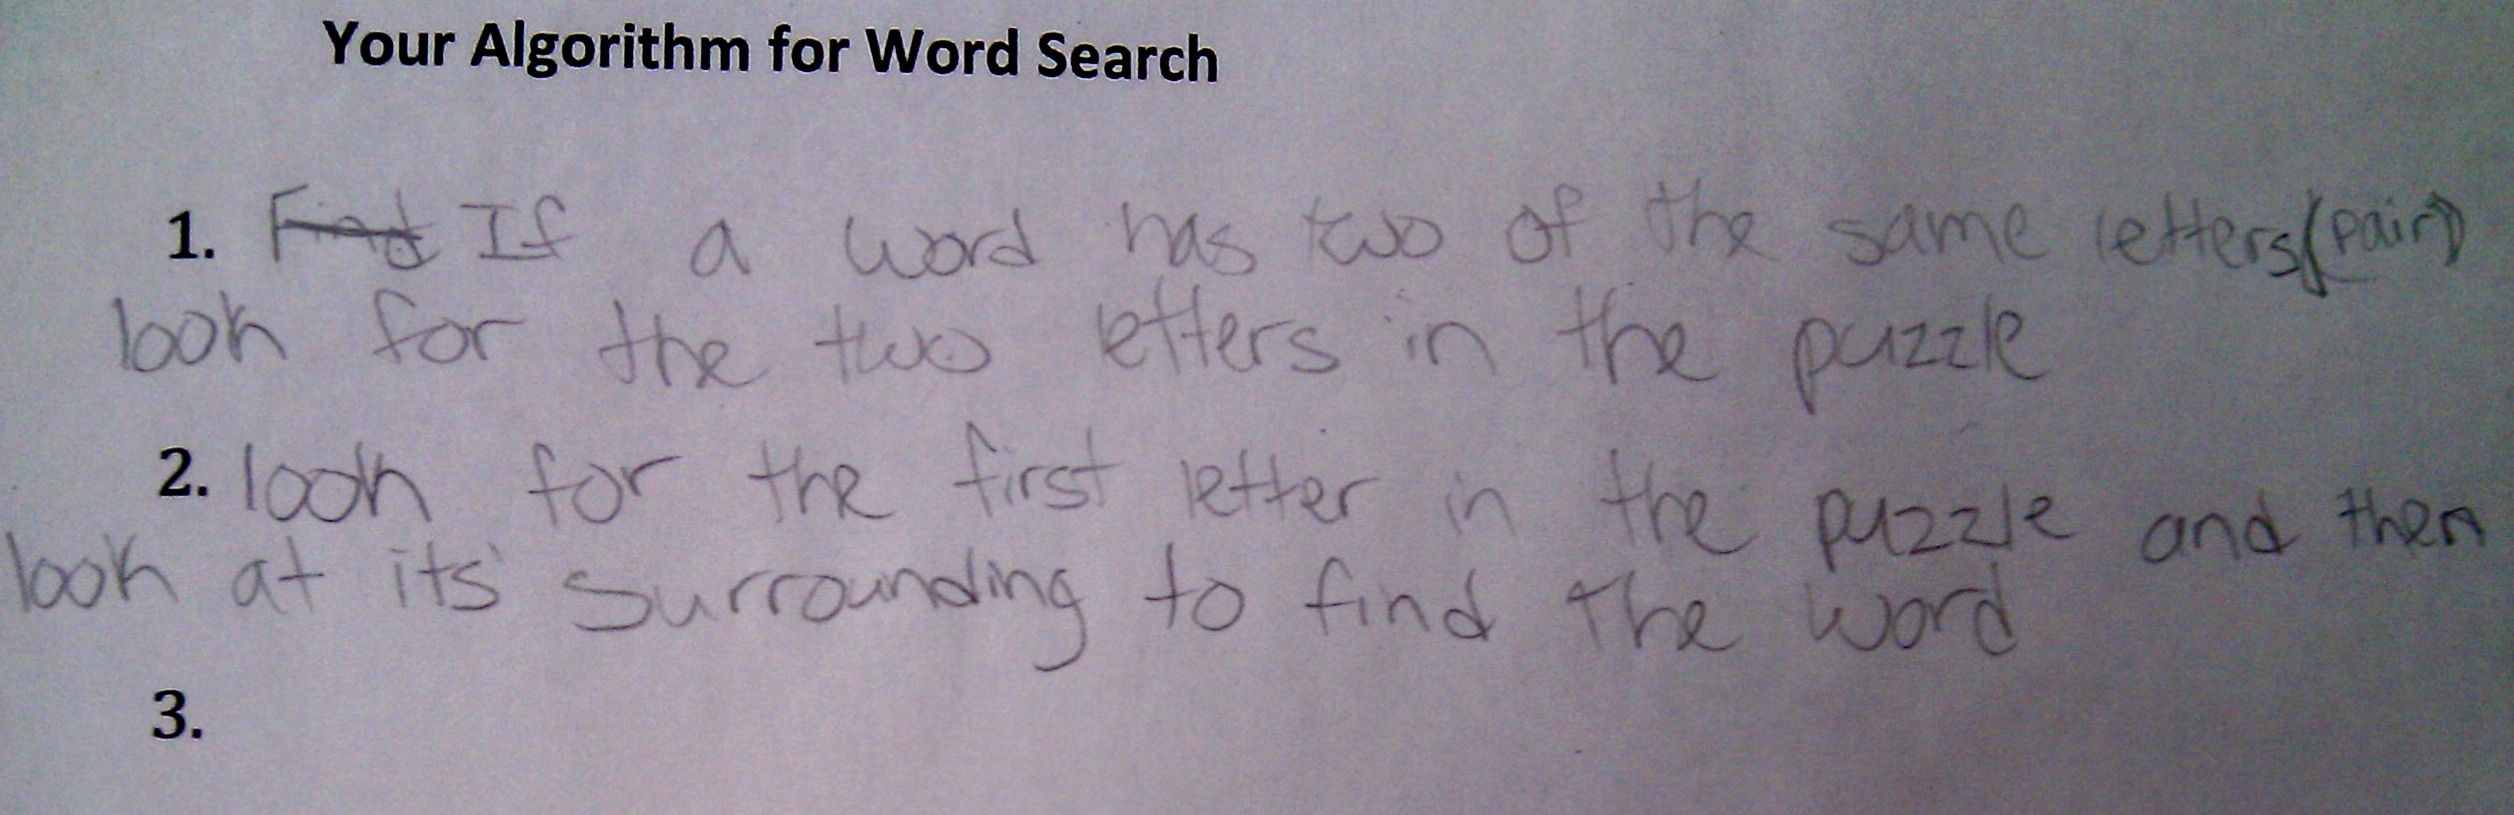 Your Algorithm for Word Search
1. Find If a word has two of the same letters (pair)
look for the two letters in the puzzle
2. look for the first letter in the puzzle and then
look at its surrounding to find the word
3.